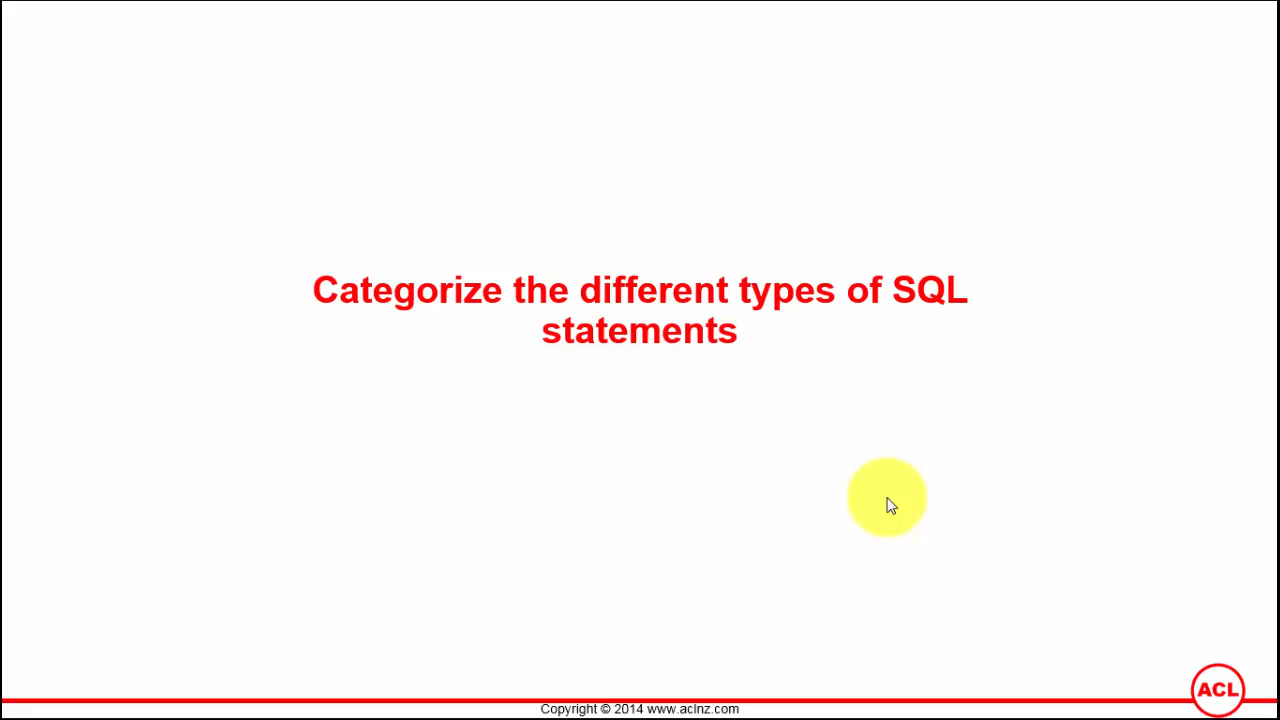 Categorize the different types of SQL
statements
ACL
Copyright © 2014 www.aclnz.com